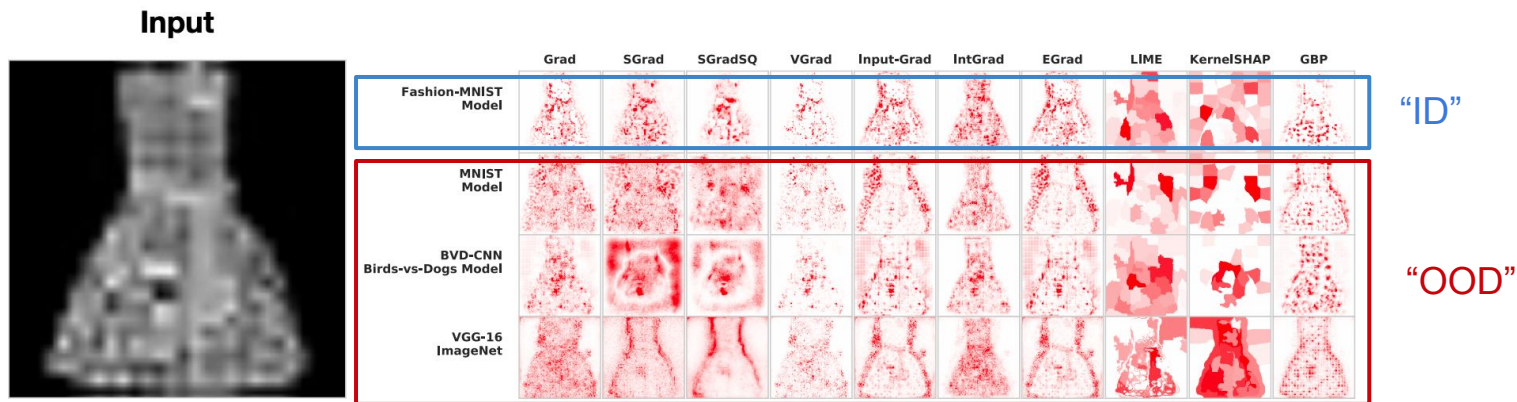 Input
Grad SGrad SGradSQ VGrad Input-Grad IntGrad EGrad LIME KernelSHAP GBP
Fashion-MNIST
Model
“ID”
MNIST
Model
BVD-CNN
Birds-vs-Dogs Model
“OOD”
VGG-16
ImageNet